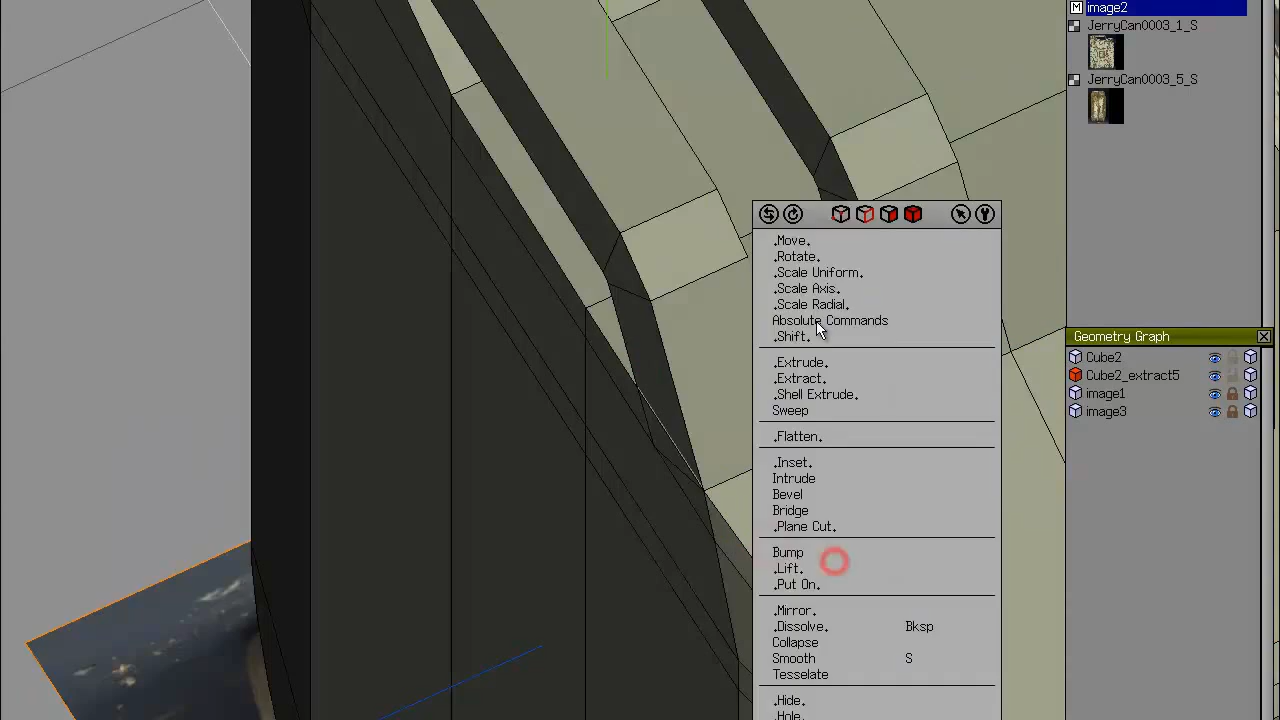 image2
JerryCan0003_1_S
JerryCan0003_5_S
.Move.
.Rotate.
.Scale Uniform.
.Scale Axis.
.Scale Radial.
Absolute Commands
.Shift.
.Extrude.
.Extract.
.Shell Extrude.
Sweep
.Flatten.
.Inset.
Intrude
Bevel
Bridge
.Plane Cut.
Bump
.Lift.
.Put On.
.Mirror.
.Dissolve. Bksp
Collapse
Smooth S
Tesselate
.Hide.
.Hole.
Geometry Graph
Cube2
Cube2_extract5
image1
image3